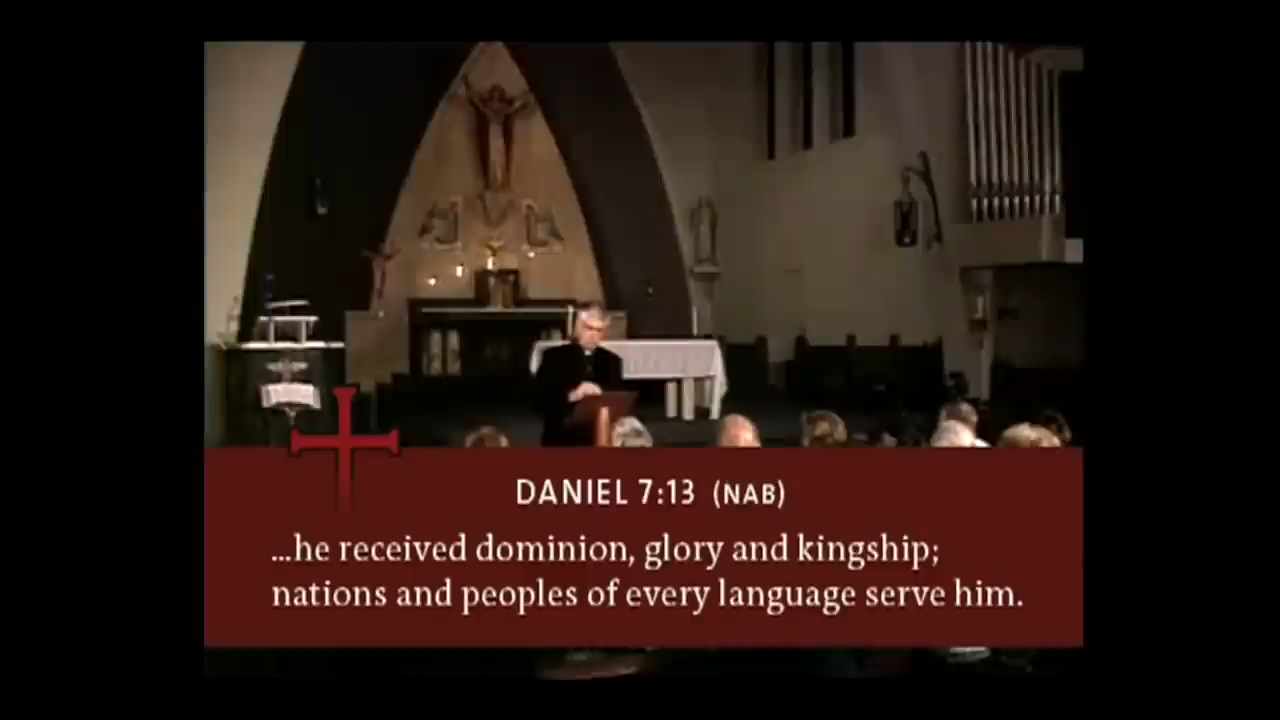 DANIEL 7:13 (NAB)
...he received dominion, glory and kingship;
nations and peoples of every language serve him.